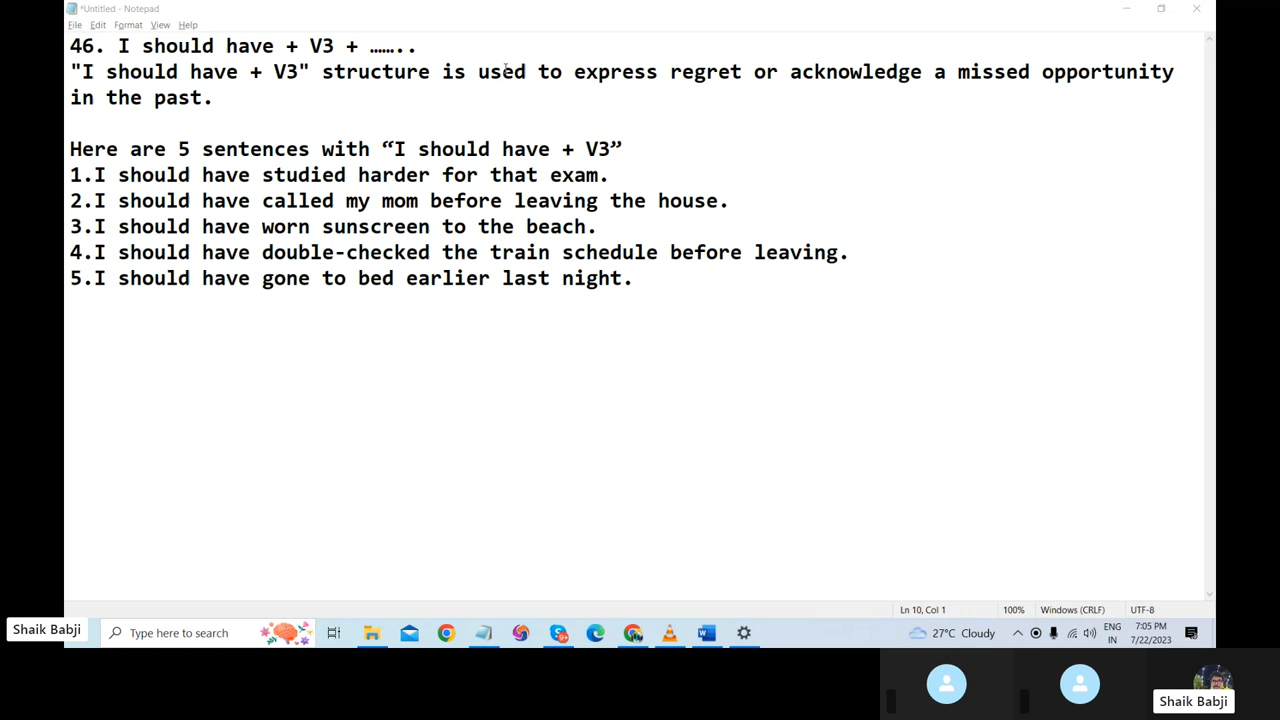 *Untitled - Notepad
File Edit Format View Help
46. I should have + V3 + ……..
"I should have + V3" structure is used to express regret or acknowledge a missed opportunity
in the past.
Here are 5 sentences with “I should have + V3”
1.I should have studied harder for that exam.
2.I should have called my mom before leaving the house.
3.I should have worn sunscreen to the beach.
4.I should have double-checked the train schedule before leaving.
5.I should have gone to bed earlier last night.
Ln 10, Col 1 100% Windows (CRLF) UTF-8
Shaik Babji
Type here to search
27°C Cloudy
ENG
IN
7:05 PM
7/22/2023
Shaik Babji